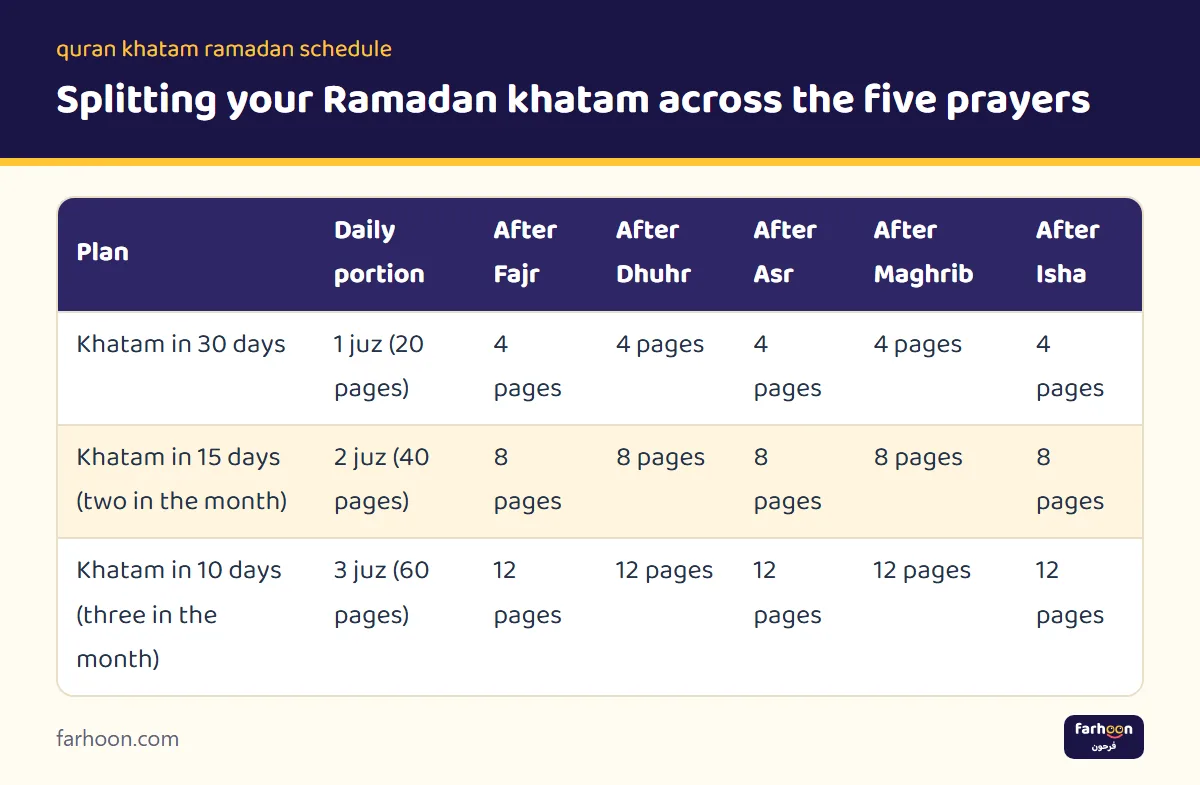 quran khatam ramadan schedule
Splitting your Ramadan khatam across the five prayers
Plan
Daily portion
After Fajr
After Dhuhr
After Asr
After Maghrib
After Isha
Khatam in 30 days
1 juz (20 pages)
4 pages
4 pages
4 pages
4 pages
4 pages
Khatam in 15 days (two in the month)
2 juz (40 pages)
8 pages
8 pages
8 pages
8 pages
8 pages
Khatam in 10 days (three in the month)
3 juz (60 pages)
12 pages
12 pages
12 pages
12 pages
12 pages
farhoon.com
farhoon
فرحون